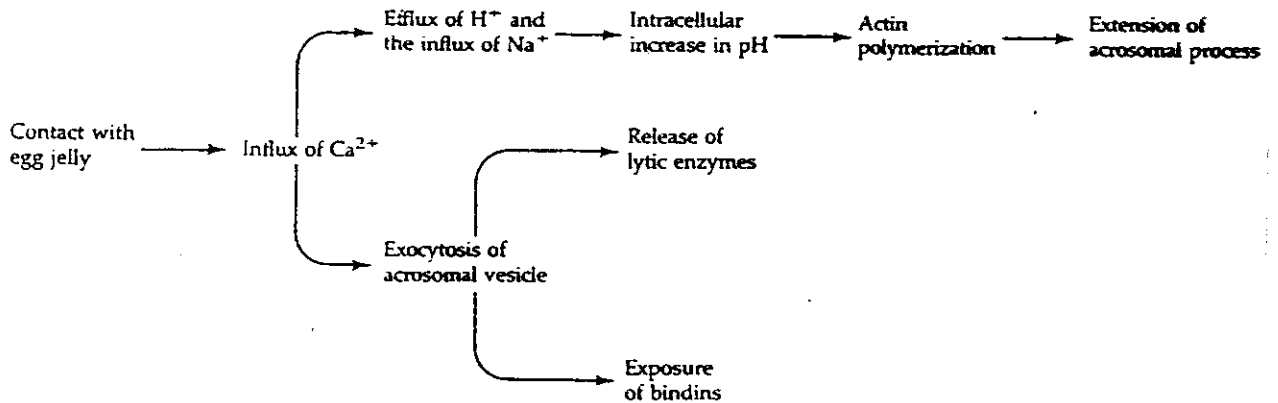 Efflux of H⁺ and
the influx of Na⁺
Intracellular
increase in pH
Actin
polymerization
Extension of
acrosomal process
Contact with
egg jelly
Influx of Ca²⁺
Release of
lytic enzymes
Exocytosis of
acrosomal vesicle
Exposure
of bindins